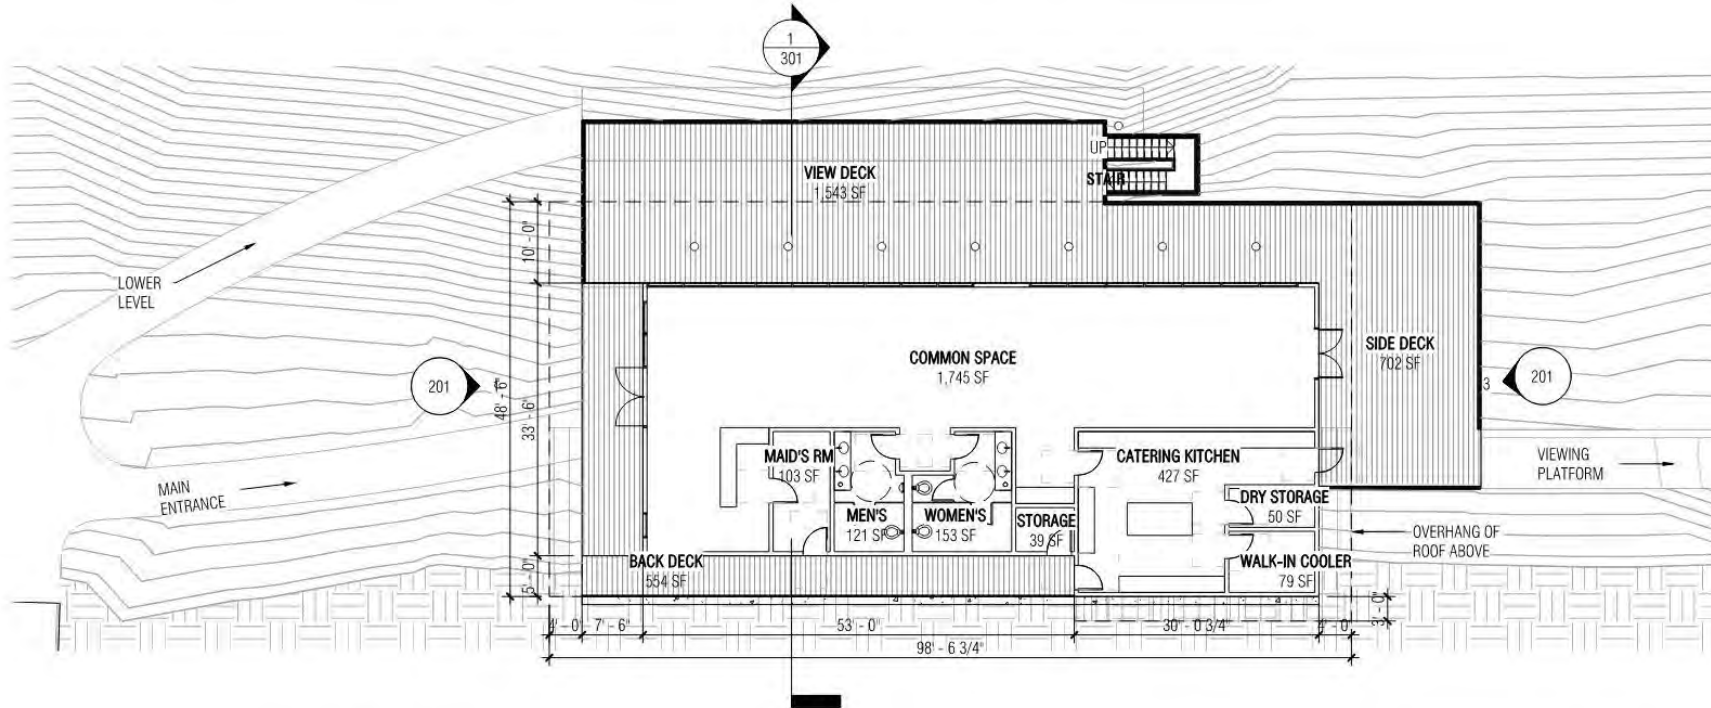 1
301
UP
VIEW DECK
1,543 SF
STAIR
10' - 0"
LOWER
LEVEL
COMMON SPACE
1,745 SF
SIDE DECK
702 SF
201
48' - 6"
33' - 6"
3
201
MAID'S RM
103 SF
CATERING KITCHEN
427 SF
VIEWING
PLATFORM
MAIN
ENTRANCE
MEN'S
121 SF
WOMEN'S
153 SF
STORAGE
39 SF
DRY STORAGE
50 SF
OVERHANG OF
ROOF ABOVE
BACK DECK
554 SF
WALK-IN COOLER
79 SF
5' - 0"
3' - 0"
4' - 0"
7' - 6"
53' - 0"
30' - 0 3/4"
4' - 0"
98' - 6 3/4"